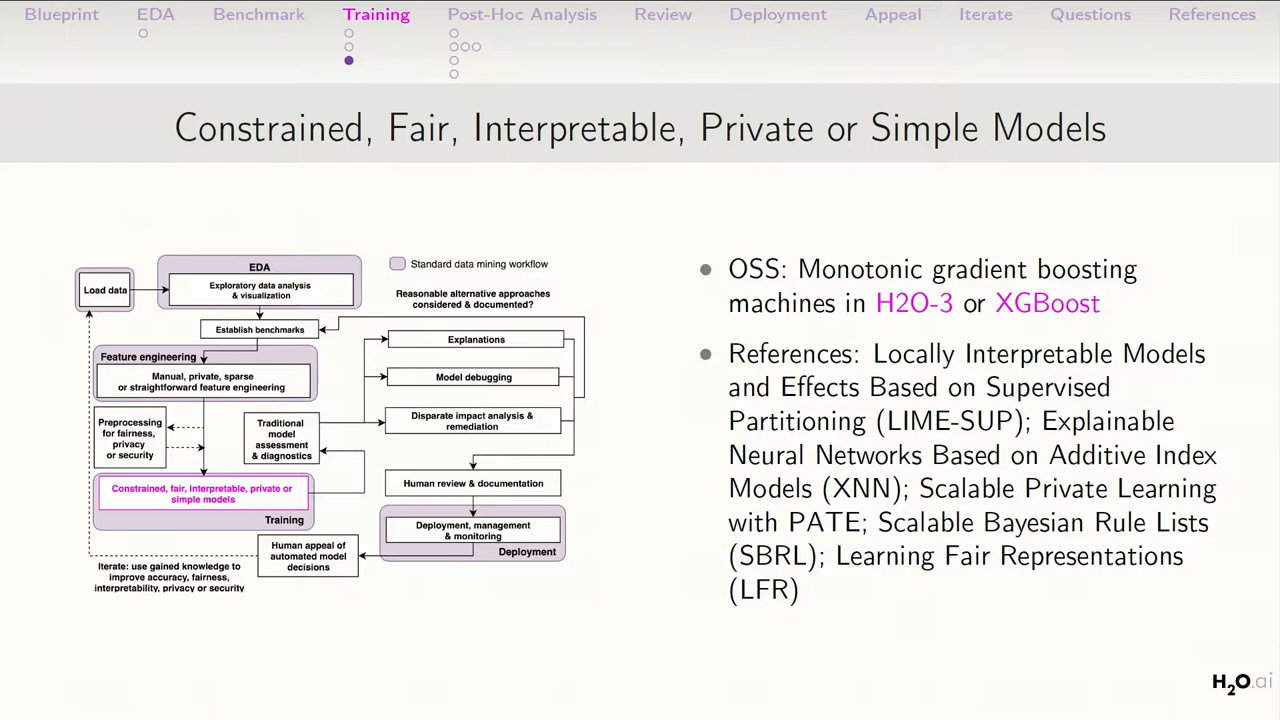 Blueprint EDA Benchmark Training Post-Hoc Analysis Review Deployment Appeal Iterate Questions References
Constrained, Fair, Interpretable, Private or Simple Models
Load data
EDA
Exploratory data analysis
& visualization
Standard data mining workflow
Reasonable alternative approaches
considered & documented?
Establish benchmarks
Feature engineering
Manual, private, sparse
or straightforward feature engineering
Explanations
Model debugging
Disparate impact analysis &
remediation
Preprocessing
for fairness,
privacy
or security
Traditional
model
assessment
& diagnostics
Constrained, fair, interpretable, private or
simple models
Training
Human review & documentation
Deployment, management
& monitoring
Deployment
Human appeal of
automated model
decisions
Iterate: use gained knowledge to
improve accuracy, fairness,
interpretability, privacy or security
OSS: Monotonic gradient boosting
machines in H2O-3 or XGBoost
References: Locally Interpretable Models
and Effects Based on Supervised
Partitioning (LIME-SUP); Explainable
Neural Networks Based on Additive Index
Models (XNN); Scalable Private Learning
with PATE; Scalable Bayesian Rule Lists
(SBRL); Learning Fair Representations
(LFR)
H2O.ai